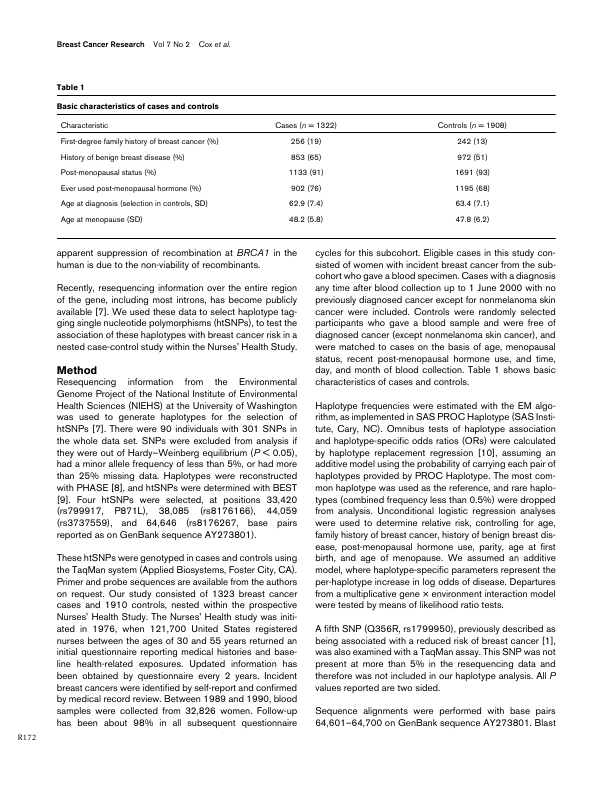 Breast Cancer Research Vol 7 No 2 Cox et al.
Table 1
Basic characteristics of cases and controls
Characteristic Cases (n = 1322) Controls (n = 1908)
First-degree family history of breast cancer (%) 256 (19) 242 (13)
History of benign breast disease (%) 853 (65) 972 (51)
Post-menopausal status (%) 1133 (91) 1691 (93)
Ever used post-menopausal hormone (%) 902 (76) 1195 (68)
Age at diagnosis (selection in controls, SD) 62.9 (7.4) 63.4 (7.1)
Age at menopause (SD) 48.2 (5.8) 47.8 (6.2)
apparent suppression of recombination at BRCA1 in the
human is due to the non-viability of recombinants.
Recently, resequencing information over the entire region
of the gene, including most introns, has become publicly
available [7]. We used these data to select haplotype tag-
ging single nucleotide polymorphisms (htSNPs), to test the
association of these haplotypes with breast cancer risk in a
nested case-control study within the Nurses' Health Study.
Method
Resequencing information from the Environmental
Genome Project of the National Institute of Environmental
Health Sciences (NIEHS) at the University of Washington
was used to generate haplotypes for the selection of
htSNPs [7]. There were 90 individuals with 301 SNPs in
the whole data set. SNPs were excluded from analysis if
they were out of Hardy–Weinberg equilibrium (P < 0.05),
had a minor allele frequency of less than 5%, or had more
than 25% missing data. Haplotypes were reconstructed
with PHASE [8], and htSNPs were determined with BEST
[9]. Four htSNPs were selected, at positions 33,420
(rs799917, P871L), 38,085 (rs8176166), 44,059
(rs3737559), and 64,646 (rs8176267, base pairs
reported as on GenBank sequence AY273801).
These htSNPs were genotyped in cases and controls using
the TaqMan system (Applied Biosystems, Foster City, CA).
Primer and probe sequences are available from the authors
on request. Our study consisted of 1323 breast cancer
cases and 1910 controls, nested within the prospective
Nurses' Health Study. The Nurses' Health study was initi-
ated in 1976, when 121,700 United States registered
nurses between the ages of 30 and 55 years returned an
initial questionnaire reporting medical histories and base-
line health-related exposures. Updated information has
been obtained by questionnaire every 2 years. Incident
breast cancers were identified by self-report and confirmed
by medical record review. Between 1989 and 1990, blood
samples were collected from 32,826 women. Follow-up
has been about 98% in all subsequent questionnaire
cycles for this subcohort. Eligible cases in this study con-
sisted of women with incident breast cancer from the sub-
cohort who gave a blood specimen. Cases with a diagnosis
any time after blood collection up to 1 June 2000 with no
previously diagnosed cancer except for nonmelanoma skin
cancer were included. Controls were randomly selected
participants who gave a blood sample and were free of
diagnosed cancer (except nonmelanoma skin cancer), and
were matched to cases on the basis of age, menopausal
status, recent post-menopausal hormone use, and time,
day, and month of blood collection. Table 1 shows basic
characteristics of cases and controls.
Haplotype frequencies were estimated with the EM algo-
rithm, as implemented in SAS PROC Haplotype (SAS Insti-
tute, Cary, NC). Omnibus tests of haplotype association
and haplotype-specific odds ratios (ORs) were calculated
by haplotype replacement regression [10], assuming an
additive model using the probability of carrying each pair of
haplotypes provided by PROC Haplotype. The most com-
mon haplotype was used as the reference, and rare haplo-
types (combined frequency less than 0.5%) were dropped
from analysis. Unconditional logistic regression analyses
were used to determine relative risk, controlling for age,
family history of breast cancer, history of benign breast dis-
ease, post-menopausal hormone use, parity, age at first
birth, and age of menopause. We assumed an additive
model, where haplotype-specific parameters represent the
per-haplotype increase in log odds of disease. Departures
from a multiplicative gene × environment interaction model
were tested by means of likelihood ratio tests.
A fifth SNP (Q356R, rs1799950), previously described as
being associated with a reduced risk of breast cancer [1],
was also examined with a TaqMan assay. This SNP was not
present at more than 5% in the resequencing data and
therefore was not included in our haplotype analysis. All P
values reported are two sided.
Sequence alignments were performed with base pairs
64,601–64,700 on GenBank sequence AY273801. Blast
R172